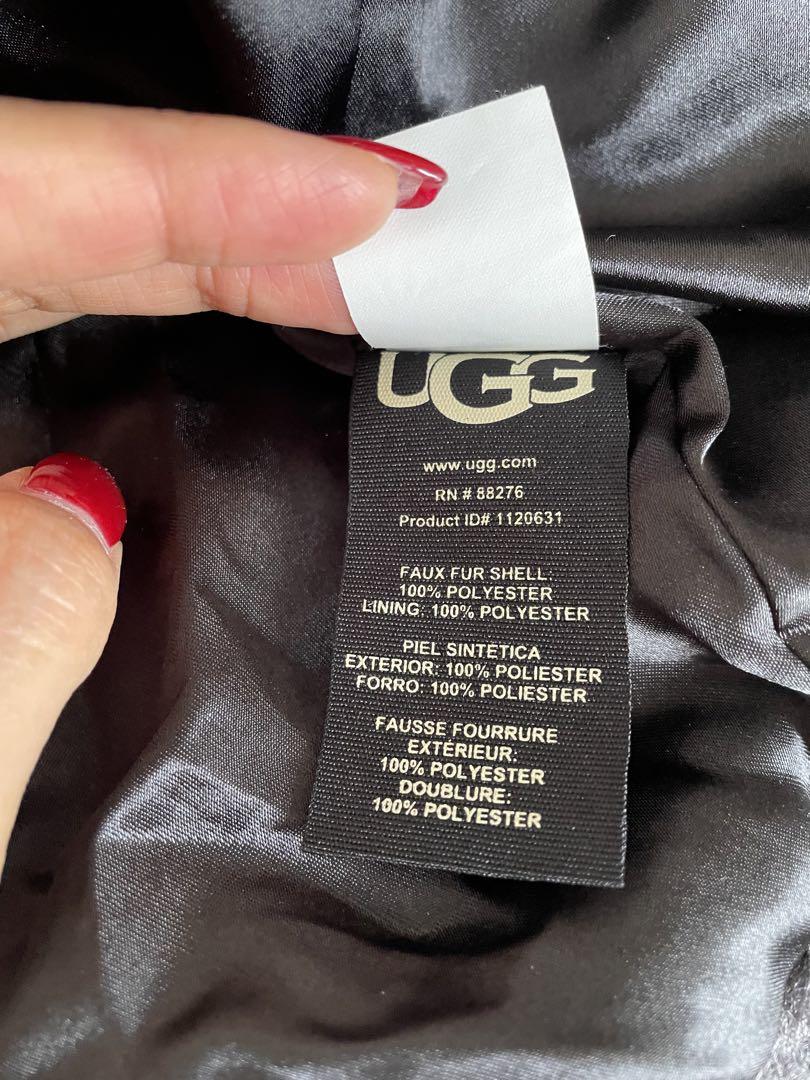 UGG
www.ugg.com
RN # 88276
Product ID# 1120631
FAUX FUR SHELL:
100% POLYESTER
LINING: 100% POLYESTER
PIEL SINTÉTICA
EXTERIOR: 100% POLIESTER
FORRO: 100% POLIESTER
FAUSSE FOURRURE
EXTÉRIEUR:
100% POLYESTER
DOUBLURE:
100% POLYESTER